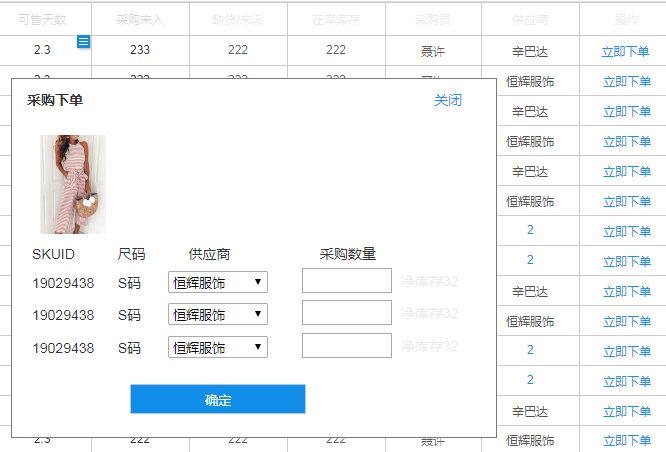 可售天数 采购未入 缺货/未派 在库库存 采购员 供应商 操作
2.3 233 222 222 聂许 辛巴达 立即下单
恒辉服饰 立即下单
采购下单 关闭
辛巴达 立即下单
恒辉服饰 立即下单
辛巴达 立即下单
恒辉服饰 立即下单
2 立即下单
SKUID 尺码 供应商 采购数量
2 立即下单
19029438 S码 恒辉服饰 净库存32
辛巴达 立即下单
19029438 S码 恒辉服饰 净库存32
恒辉服饰 立即下单
19029438 S码 恒辉服饰 净库存32
2 立即下单
2 立即下单
确定
辛巴达 立即下单
2.3 222 222 222 聂许 恒辉服饰 立即下单